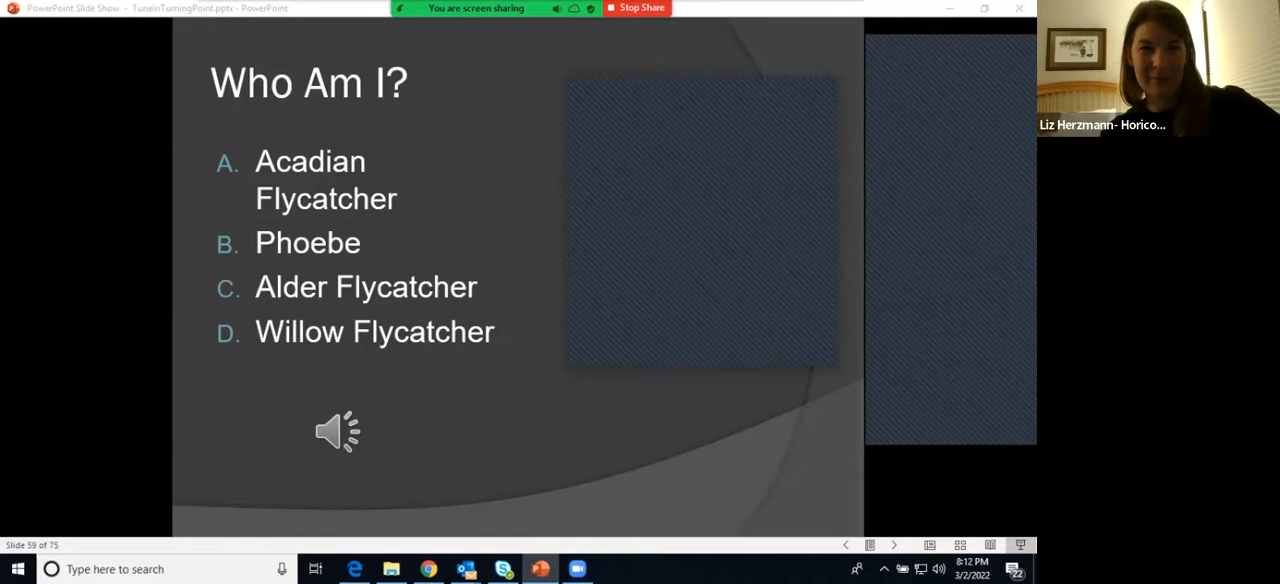 PowerPoint Slide Show - TuneInTurningPoint.pptx - PowerPoint
You are screen sharing
Stop Share
Who Am I?
A. Acadian
Flycatcher
B. Phoebe
C. Alder Flycatcher
D. Willow Flycatcher
Liz Herzmann- Horico...
Slide 59 of 75
Type here to search
8:12 PM
3/2/2022
22